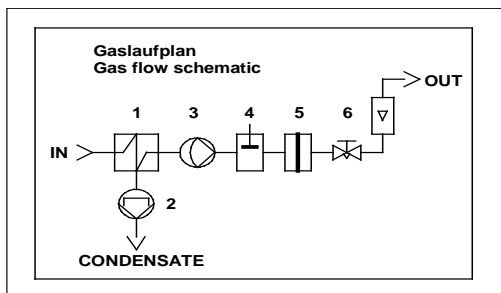 Gaslaufplan
Gas flow schematic
OUT
1 3 4 5 6
IN
2
CONDENSATE